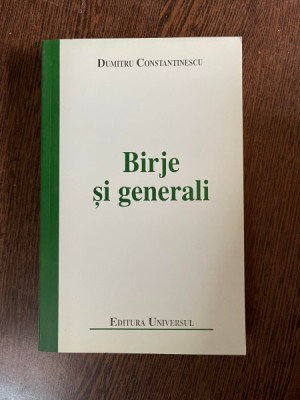 Dumitru Constantinescu
Birje
și generali
Editura Universul